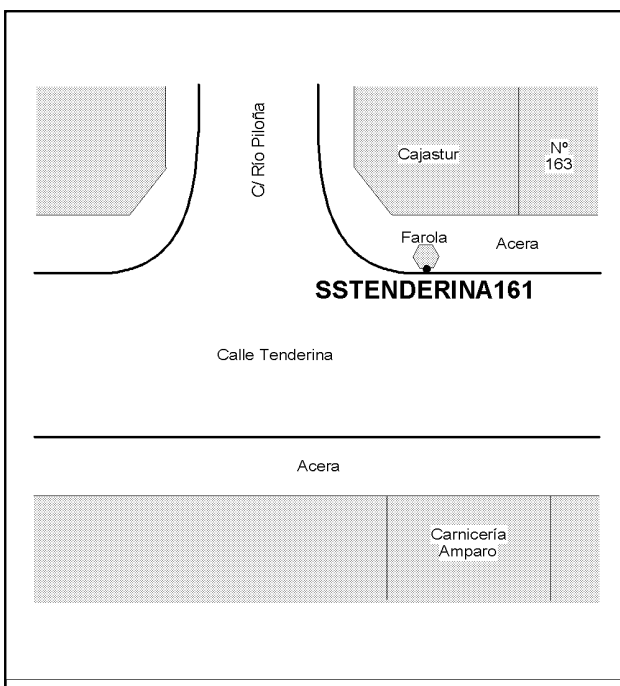 C/ Río Piloña
Cajastur
Nº
163
Farola
Acera
SSTENDERINA161
Calle Tenderina
Acera
Carnicería
Amparo